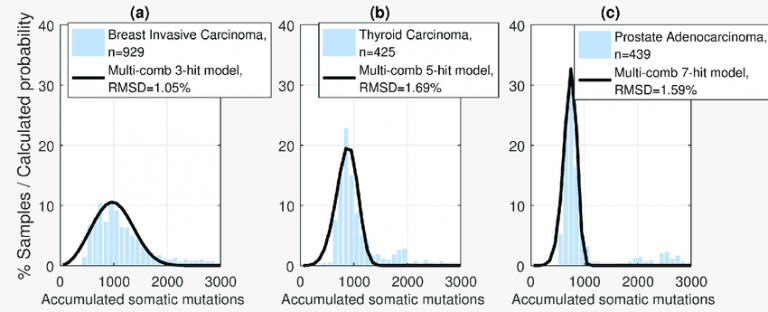 (a)
Breast Invasive Carcinoma,
n=929
Multi-comb 3-hit model,
RMSD=1.05%
% Samples / Calculated probability
40
30
20
10
0
0 1000 2000 3000
Accumulated somatic mutations
(b)
Thyroid Carcinoma,
n=425
Multi-comb 5-hit model,
RMSD=1.69%
40
30
20
10
0
0 1000 2000 3000
Accumulated somatic mutations
(c)
Prostate Adenocarcinoma,
n=439
Multi-comb 7-hit model,
RMSD=1.59%
40
30
20
10
0
0 1000 2000 3000
Accumulated somatic mutations